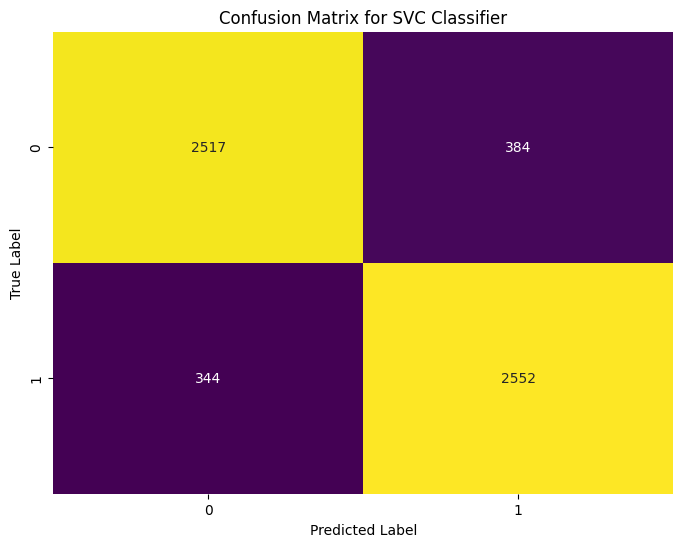 Confusion Matrix for SVC Classifier
True Label
0
2517
384
1
344
2552
0
1
Predicted Label